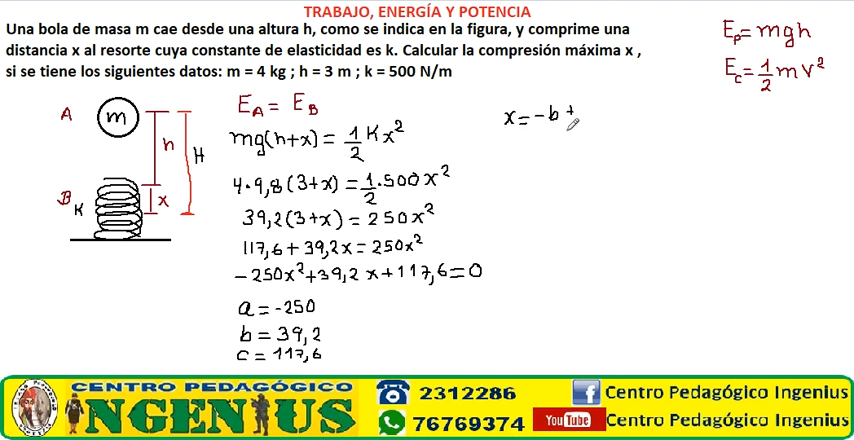 TRABAJO, ENERGÍA Y POTENCIA
Una bola de masa m cae desde una altura h, como se indica en la figura, y comprime una
distancia x al resorte cuya constante de elasticidad es k. Calcular la compresión máxima x ,
si se tiene los siguientes datos: m = 4 kg ; h = 3 m ; k = 500 N/m
Ep=mgh
Ec=1/2 mv²
A
m
h
H
B
K
x
EA = EB
mg(h+x) = 1/2 Kx²
4·9,8(3+x) = 1/2 · 500x²
39,2(3+x) = 250x²
117,6 + 39,2x = 250x²
-250x² + 39,2x + 117,6 = 0
a = -250
b = 39,2
c = 117,6
x = -b +
CENTRO PEDAGÓGICO
INGENIUS
2312286
76769374
f Centro Pedagógico Ingenius
YouTube Centro Pedagógico Ingenius